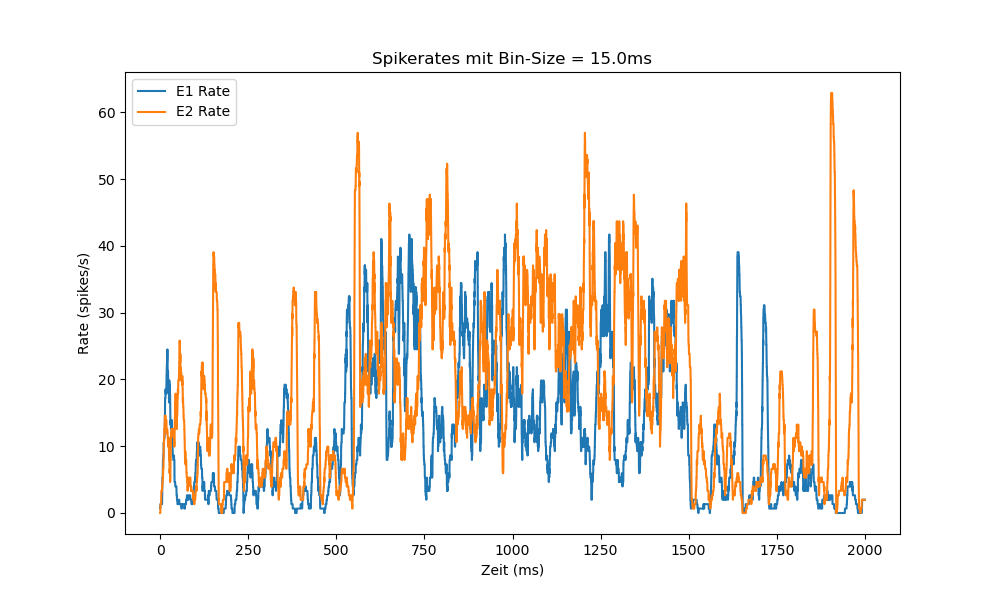 Spikerates mit Bin-Size = 15.0ms
E1 Rate
E2 Rate
Rate (spikes/s)
60
50
40
30
20
10
0
0 250 500 750 1000 1250 1500 1750 2000
Zeit (ms)